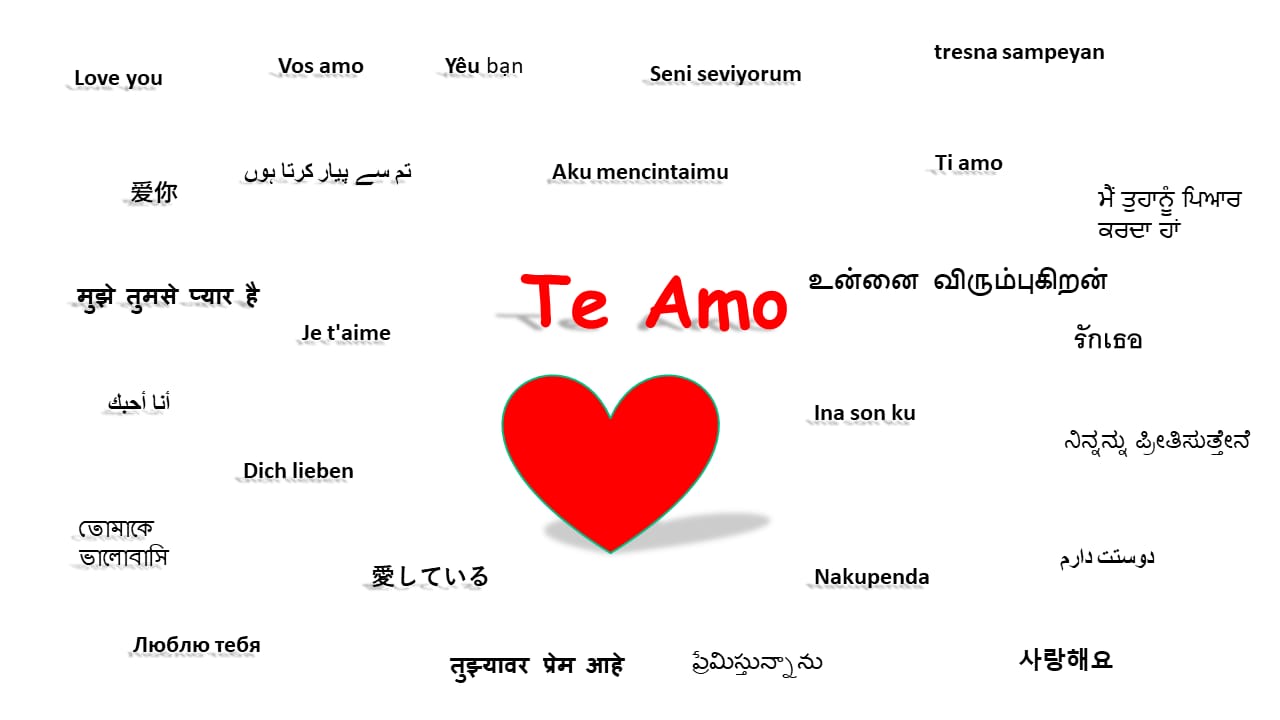 Love you
Vos amo
Yêu bạn
Seni seviyorum
tresna sampeyan
爱你
تم سے پیار کرتا ہوں
Aku mencintaimu
Ti amo
ਮੈਂ ਤੁਹਾਨੂੰ ਪਿਆਰ
ਕਰਦਾ ਹਾਂ
मुझे तुमसे प्यार है
Te Amo
உன்னை விரும்புகிறன்
Je t'aime
รักเธอ
أنا أحبك
Ina son ku
ನಿನ್ನನ್ನು ಪ್ರೀತಿಸುತ್ತೇನೆ
Dich lieben
তোমাকে
ভালোবাসি
愛している
Nakupenda
دوستت دارم
Люблю тебя
तुझ्यावर प्रेम आहे
ప్రేమిస్తున్నాను
사랑해요